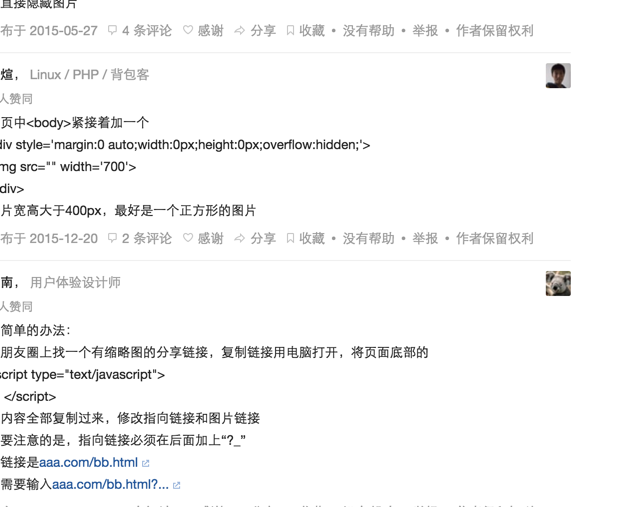 直接隐藏图片
布于 2015-05-27 4 条评论 感谢 分享 收藏 • 没有帮助 • 举报 • 作者保留权利
煊， Linux / PHP / 背包客
人赞同
页中<body>紧接着加一个
div style='margin:0 auto;width:0px;height:0px;overflow:hidden;'>
mg src="" width='700'>
div>
片宽高大于400px，最好是一个正方形的图片
布于 2015-12-20 2 条评论 感谢 分享 收藏 • 没有帮助 • 举报 • 作者保留权利
南， 用户体验设计师
人赞同
简单的办法：
朋友圈上找一个有缩略图的分享链接，复制链接用电脑打开，将页面底部的
script type="text/javascript">
</script>
内容全部复制过来，修改指向链接和图片链接
要注意的是，指向链接必须在后面加上“?_”
链接是aaa.com/bb.html
需要输入aaa.com/bb.html?...